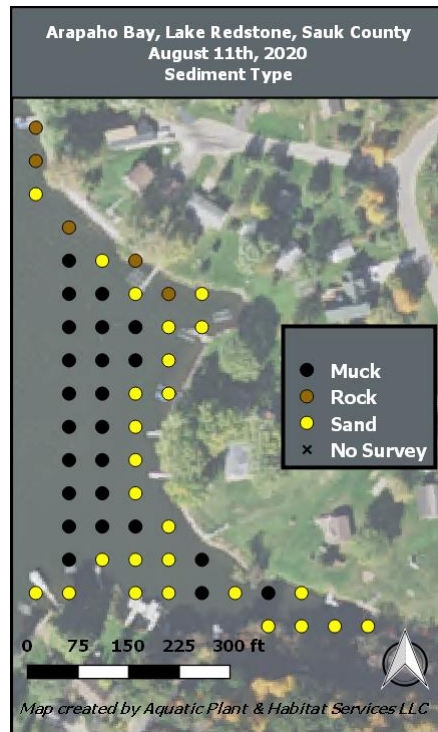 Arapaho Bay, Lake Redstone, Sauk County
August 11th, 2020
Sediment Type
Muck
Rock
Sand
No Survey
0 75 150 225 300 ft
Map created by Aquatic Plant & Habitat Services LLC